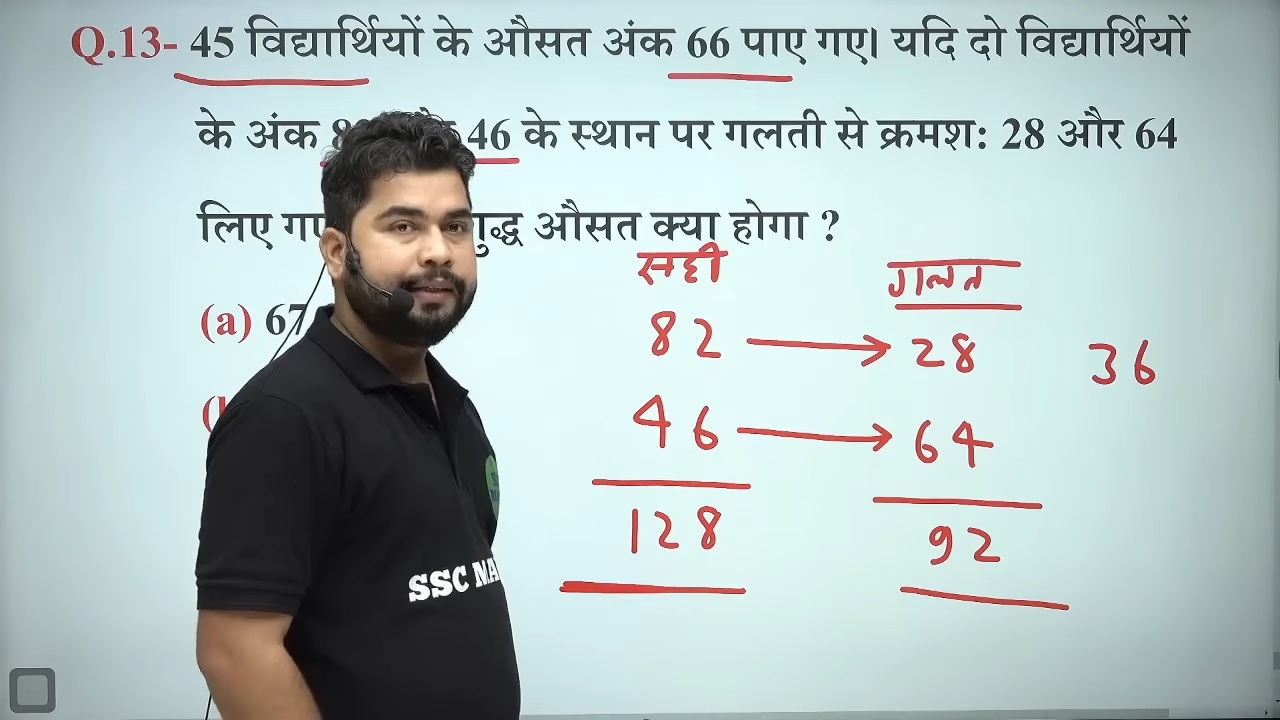 Q.13- 45 विद्यार्थियों के औसत अंक 66 पाए गए। यदि दो विद्यार्थियों
के अंक 46 के स्थान पर गलती से क्रमश: 28 और 64
लिए गए औसत क्या होगा ?
सही गलत
(a) 67
82 28 36
46 64
128 92
SSC